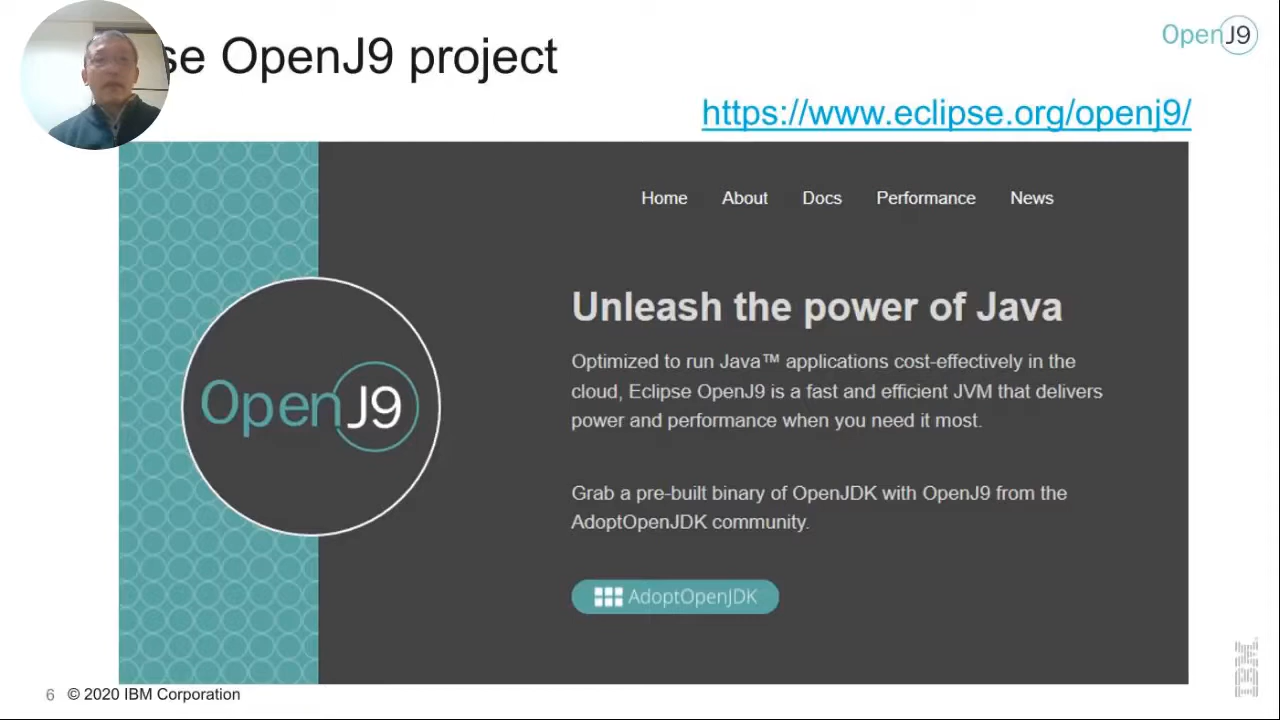 se OpenJ9 project
OpenJ9
https://www.eclipse.org/openj9/
Home About Docs Performance News
Unleash the power of Java
Optimized to run Java™ applications cost-effectively in the
cloud, Eclipse OpenJ9 is a fast and efficient JVM that delivers
power and performance when you need it most.
OpenJ9
Grab a pre-built binary of OpenJDK with OpenJ9 from the
AdoptOpenJDK community.
AdoptOpenJDK
6 © 2020 IBM Corporation
IBM